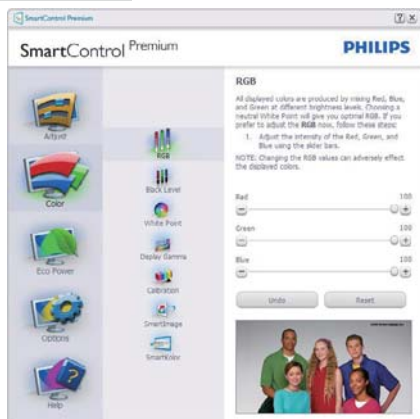 SmartControl Premium
SmartControl Premium
PHILIPS
Adjust
Color
Eco Power
Options
Help
RGB
Black Level
White Point
Display Gamma
Calibration
SmartImage
SmartKolor
RGB
All displayed colors are produced by mixing Red, Blue,
and Green at different brightness levels. Choosing a
neutral White Point will give you optimal RGB. If you
prefer to adjust the RGB now, follow these steps:
1. Adjust the intensity of the Red, Green, and
Blue using the slider bars.
NOTE: Changing the RGB values can adversely effect
the displayed colors.
Red 100
Green 100
Blue 100
Undo Reset